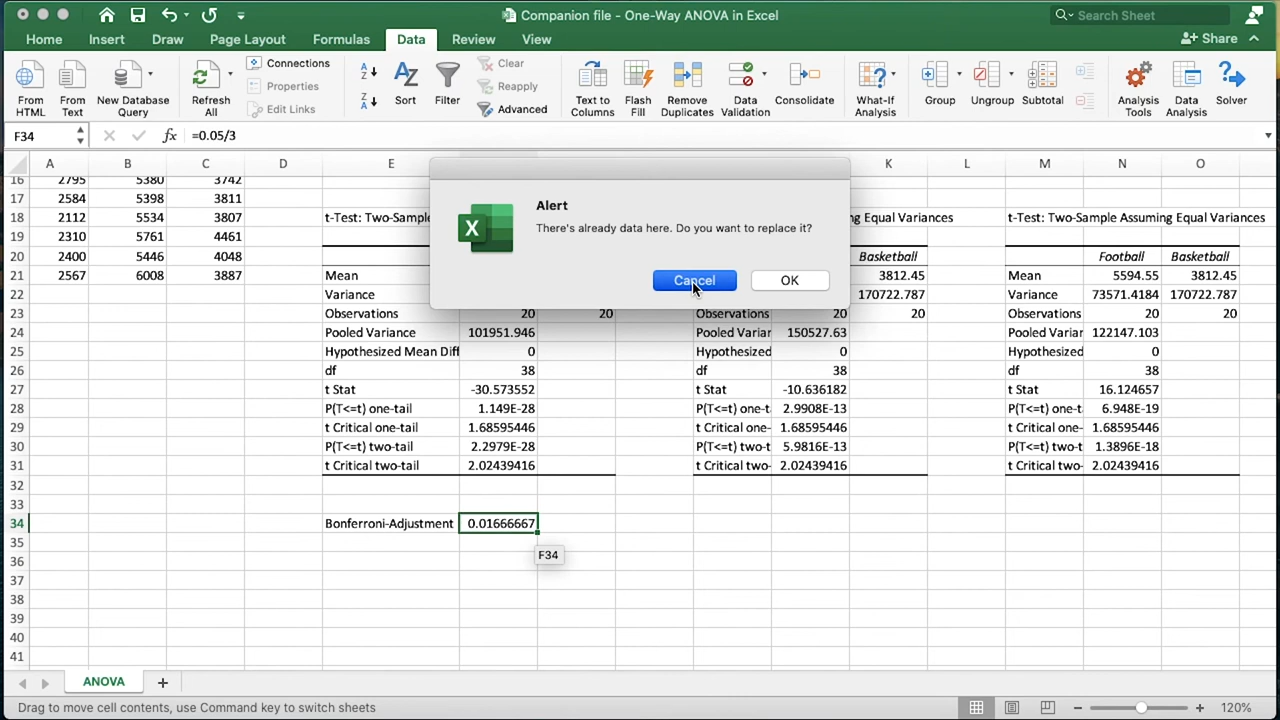 Companion file - One-Way ANOVA in Excel
Search Sheet
Home Insert Draw Page Layout Formulas Data Review View
Share
From HTML
From Text
New Database Query
Refresh All
Connections
Properties
Edit Links
Sort
Filter
Clear
Reapply
Advanced
Text to Columns
Flash Fill
Remove Duplicates
Data Validation
Consolidate
What-If Analysis
Group
Ungroup
Subtotal
Analysis Tools
Data Analysis
Solver
F34 fx =0.05/3
A B C D E K L M N O
16 2795 5380 3742
17 2584 5398 3811
18 2112 5534 3807 t-Test: Two-Sample ng Equal Variances t-Test: Two-Sample Assuming Equal Variances
19 2310 5761 4461
20 2400 5446 4048 Basketball Football Basketball
21 2567 6008 3887 Mean 3812.45 Mean 5594.55 3812.45
22 Variance 170722.787 Variance 73571.4184 170722.787
23 Observations 20 20 Observations 20 20 Observations 20 20
24 Pooled Variance 101951.946 Pooled Variar 150527.63 Pooled Variar 122147.103
25 Hypothesized Mean Diff 0 Hypothesized 0 Hypothesized 0
26 df 38 df 38 df 38
27 t Stat -30.573552 t Stat -10.636182 t Stat 16.124657
28 P(T<=t) one-tail 1.149E-28 P(T<=t) one-t 2.9908E-13 P(T<=t) one-t 6.948E-19
29 t Critical one-tail 1.68595446 t Critical one- 1.68595446 t Critical one- 1.68595446
30 P(T<=t) two-tail 2.2979E-28 P(T<=t) two-t 5.9816E-13 P(T<=t) two-t 1.3896E-18
31 t Critical two-tail 2.02439416 t Critical two- 2.02439416 t Critical two- 2.02439416
32
33
34 Bonferroni-Adjustment 0.01666667
35
F34
36
37
38
39
40
41
Alert
There's already data here. Do you want to replace it?
Cancel OK
ANOVA
Drag to move cell contents, use Command key to switch sheets
120%